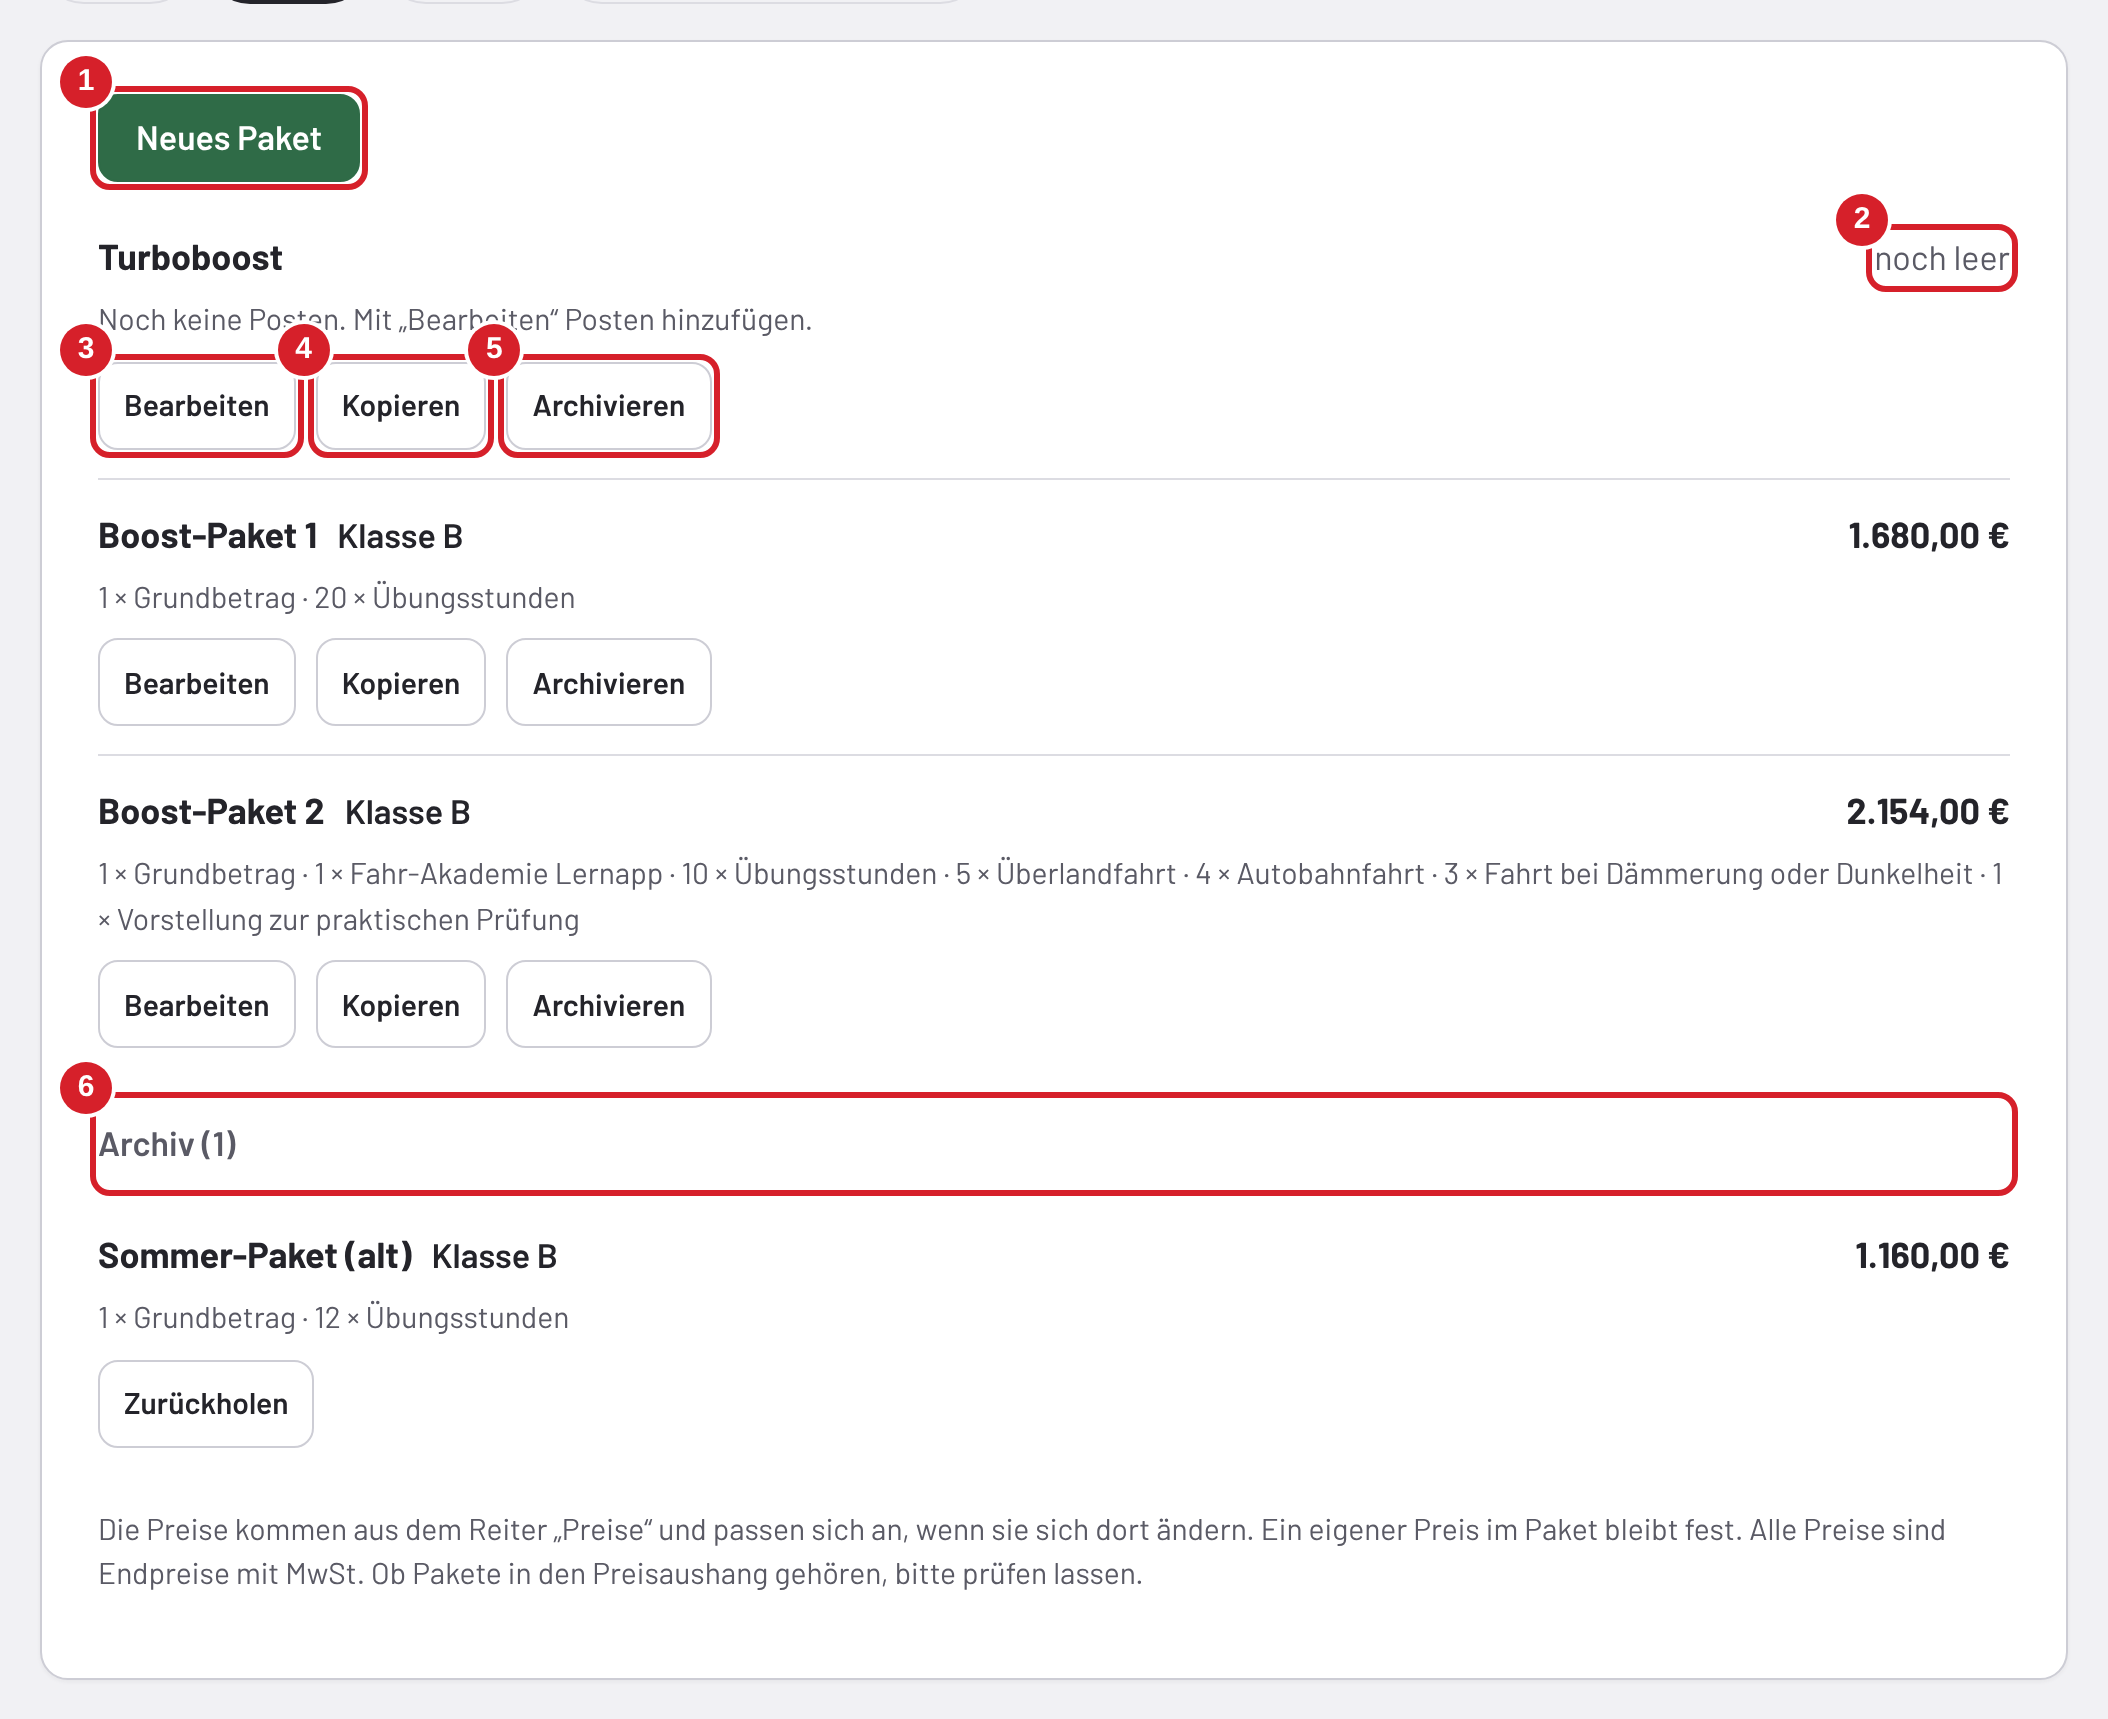 1
Neues Paket
2
Turboboost noch leer
Noch keine Posten. Mit „Bearbeiten“ Posten hinzufügen.
3 4 5
Bearbeiten Kopieren Archivieren
Boost-Paket 1 Klasse B 1.680,00 €
1 × Grundbetrag · 20 × Übungsstunden
Bearbeiten Kopieren Archivieren
Boost-Paket 2 Klasse B 2.154,00 €
1 × Grundbetrag · 1 × Fahr-Akademie Lernapp · 10 × Übungsstunden · 5 × Überlandfahrt · 4 × Autobahnfahrt · 3 × Fahrt bei Dämmerung oder Dunkelheit · 1
× Vorstellung zur praktischen Prüfung
Bearbeiten Kopieren Archivieren
6
Archiv (1)
Sommer-Paket (alt) Klasse B 1.160,00 €
1 × Grundbetrag · 12 × Übungsstunden
Zurückholen
Die Preise kommen aus dem Reiter „Preise“ und passen sich an, wenn sie sich dort ändern. Ein eigener Preis im Paket bleibt fest. Alle Preise sind
Endpreise mit MwSt. Ob Pakete in den Preisaushang gehören, bitte prüfen lassen.